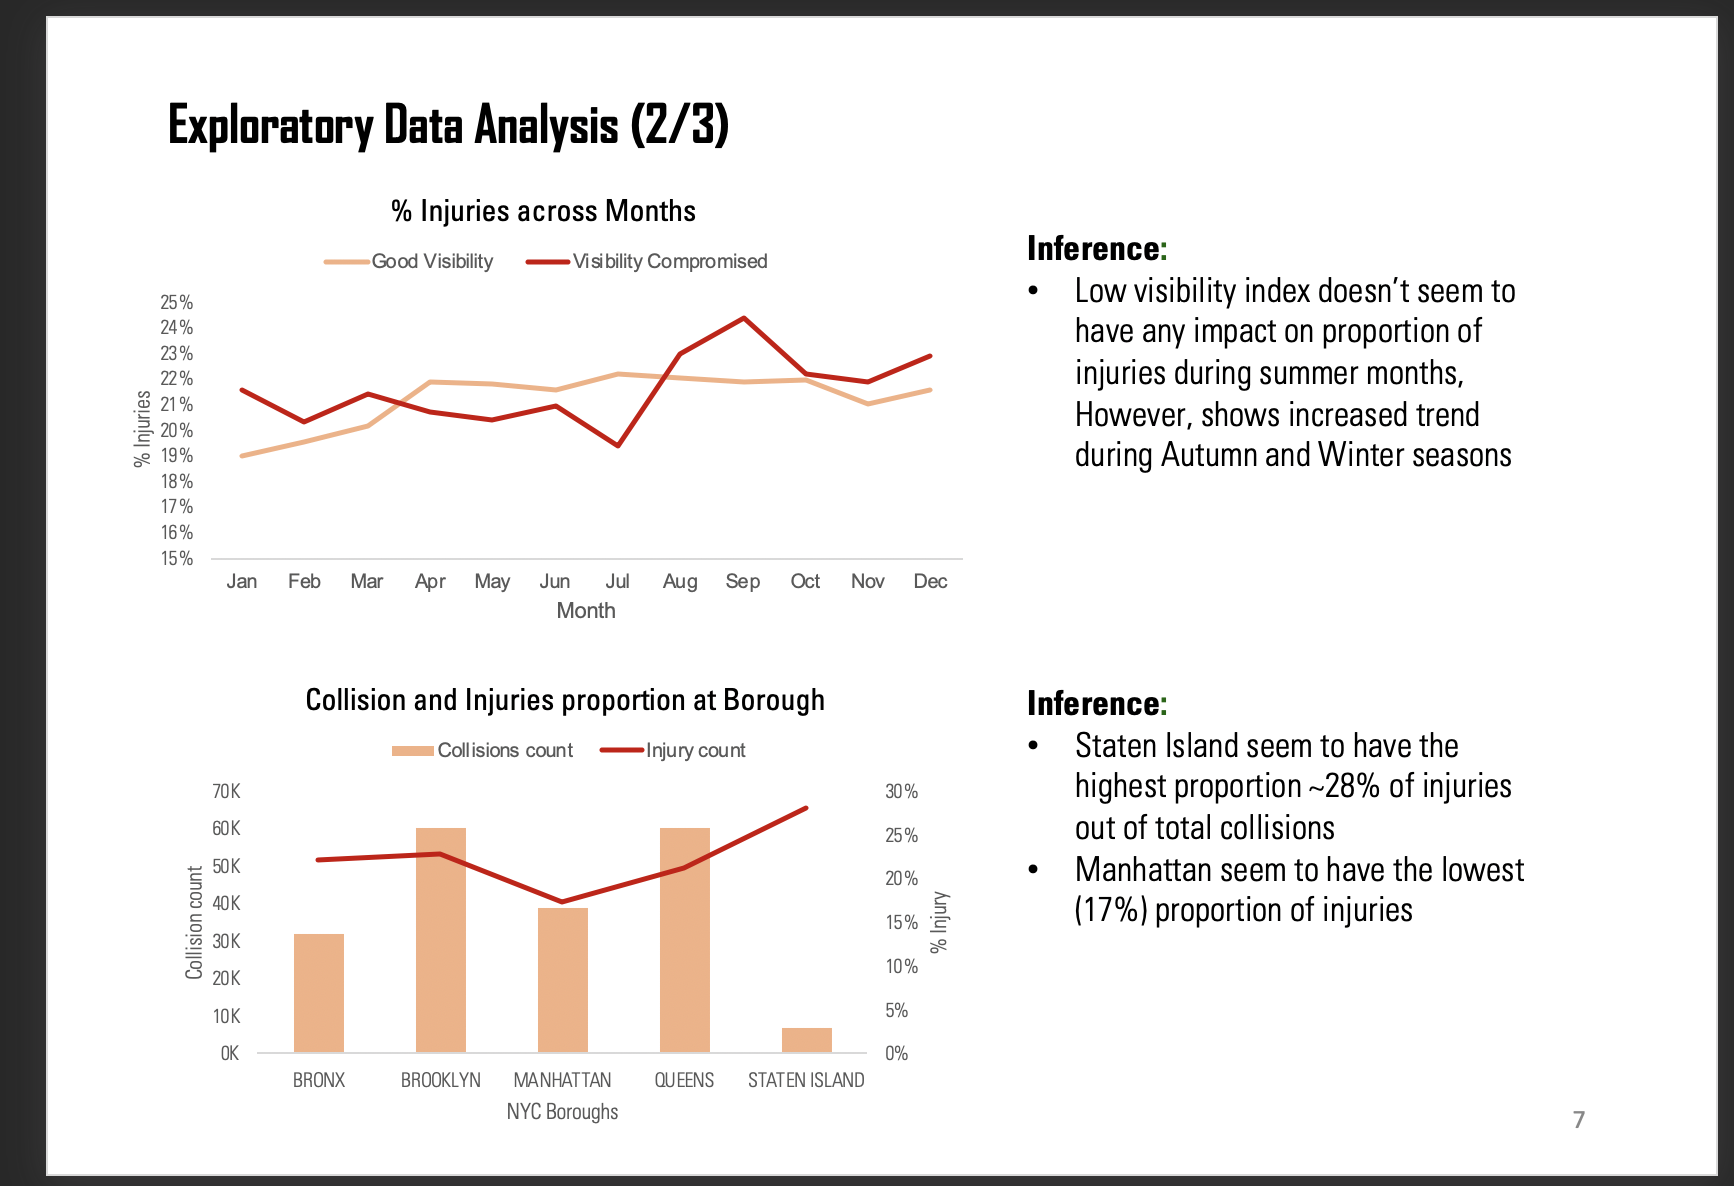 Exploratory Data Analysis (2/3)
% Injuries across Months
Good Visibility
Visibility Compromised
25%
24%
23%
22%
21%
20%
19%
18%
17%
16%
15%
% Injuries
Jan
Feb
Mar
Apr
May
Jun
Jul
Aug
Sep
Oct
Nov
Dec
Month
Inference:
• Low visibility index doesn’t seem to
have any impact on proportion of
injuries during summer months,
However, shows increased trend
during Autumn and Winter seasons
Collision and Injuries proportion at Borough
Collisions count
Injury count
70K
60K
50K
40K
30K
20K
10K
0K
Collision count
30%
25%
20%
15%
10%
5%
0%
% Injury
BRONX
BROOKLYN
MANHATTAN
QUEENS
STATEN ISLAND
NYC Boroughs
Inference:
• Staten Island seem to have the
highest proportion ~28% of injuries
out of total collisions
• Manhattan seem to have the lowest
(17%) proportion of injuries
7